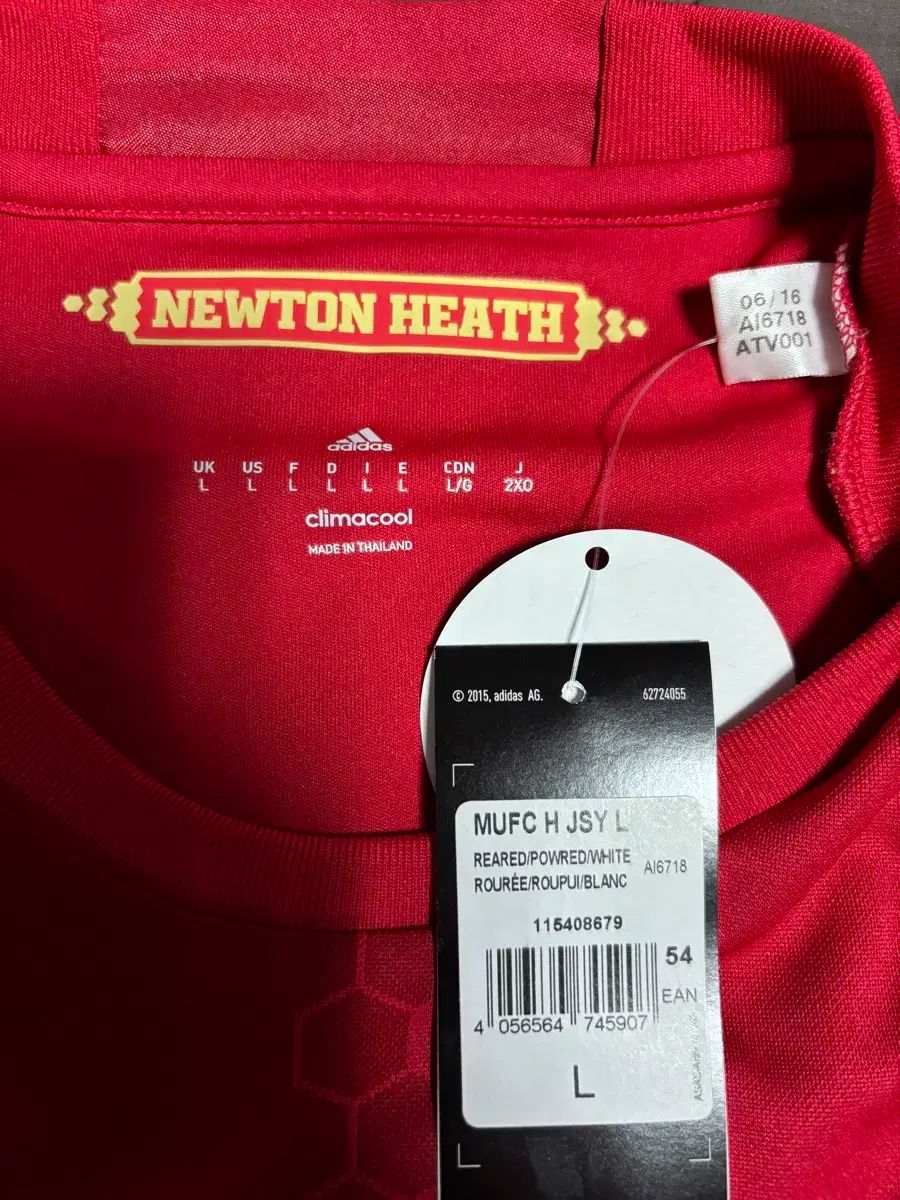 NEWTON HEATH
06/16
AI6718
ATV001
adidas
UK US F D I E CDN J
L L L L L L L/G 2XO
climacool
MADE IN THAILAND
© 2015, adidas AG. 62724055
MUFC H JSY L
REARED/POWRED/WHITE
ROURÉE/ROUPUI/BLANC
AI6718
115408679
54
EAN
4 056564 745907
L